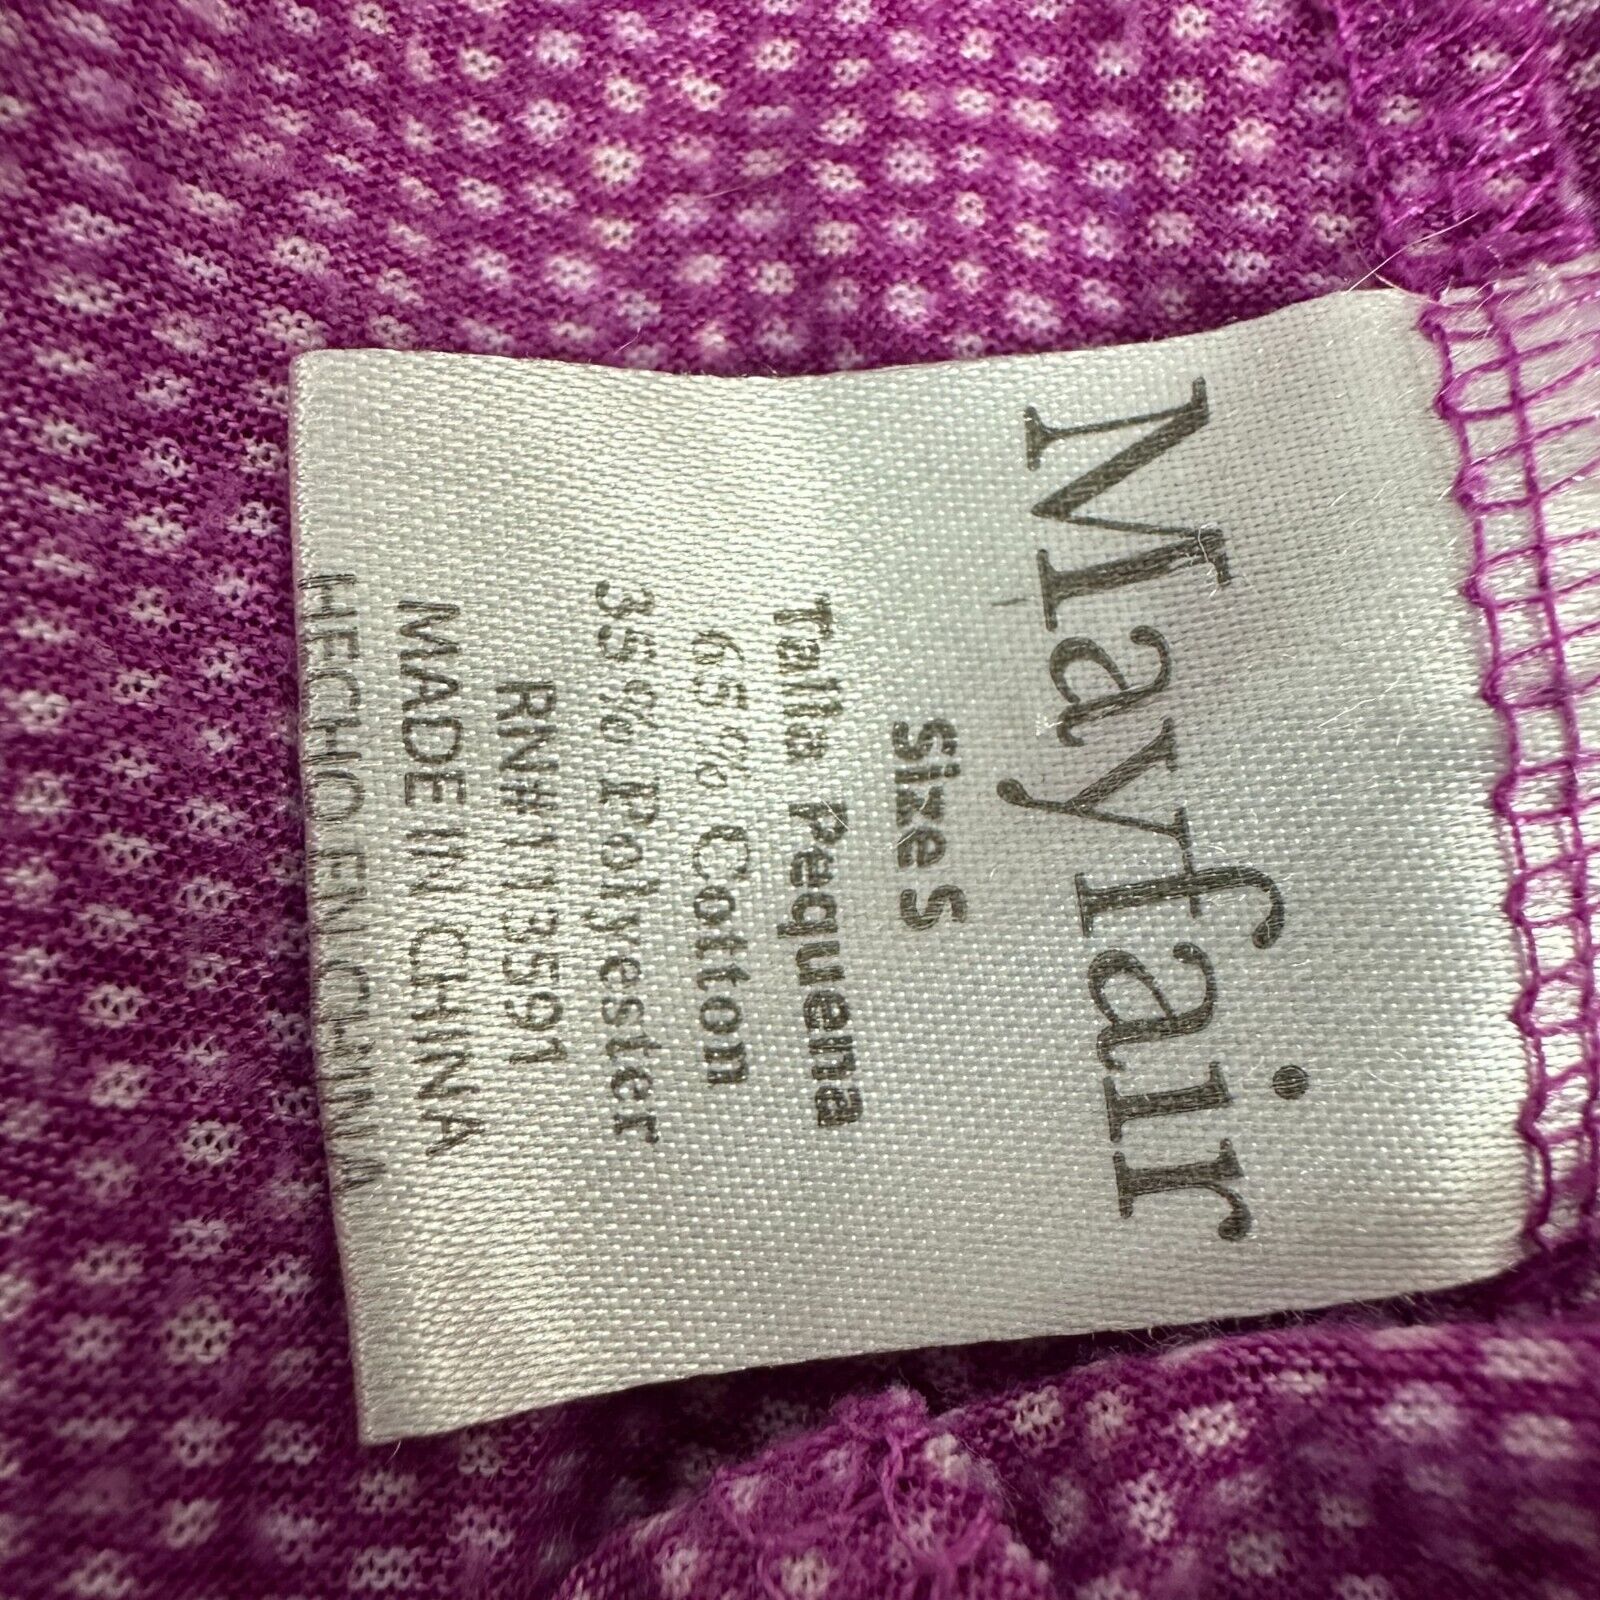 Mayfair
Size S
Talla Pequena
65% Cotton
35% Polyester
RN#113591
MADE IN CHINA
HECHO EN CHINA